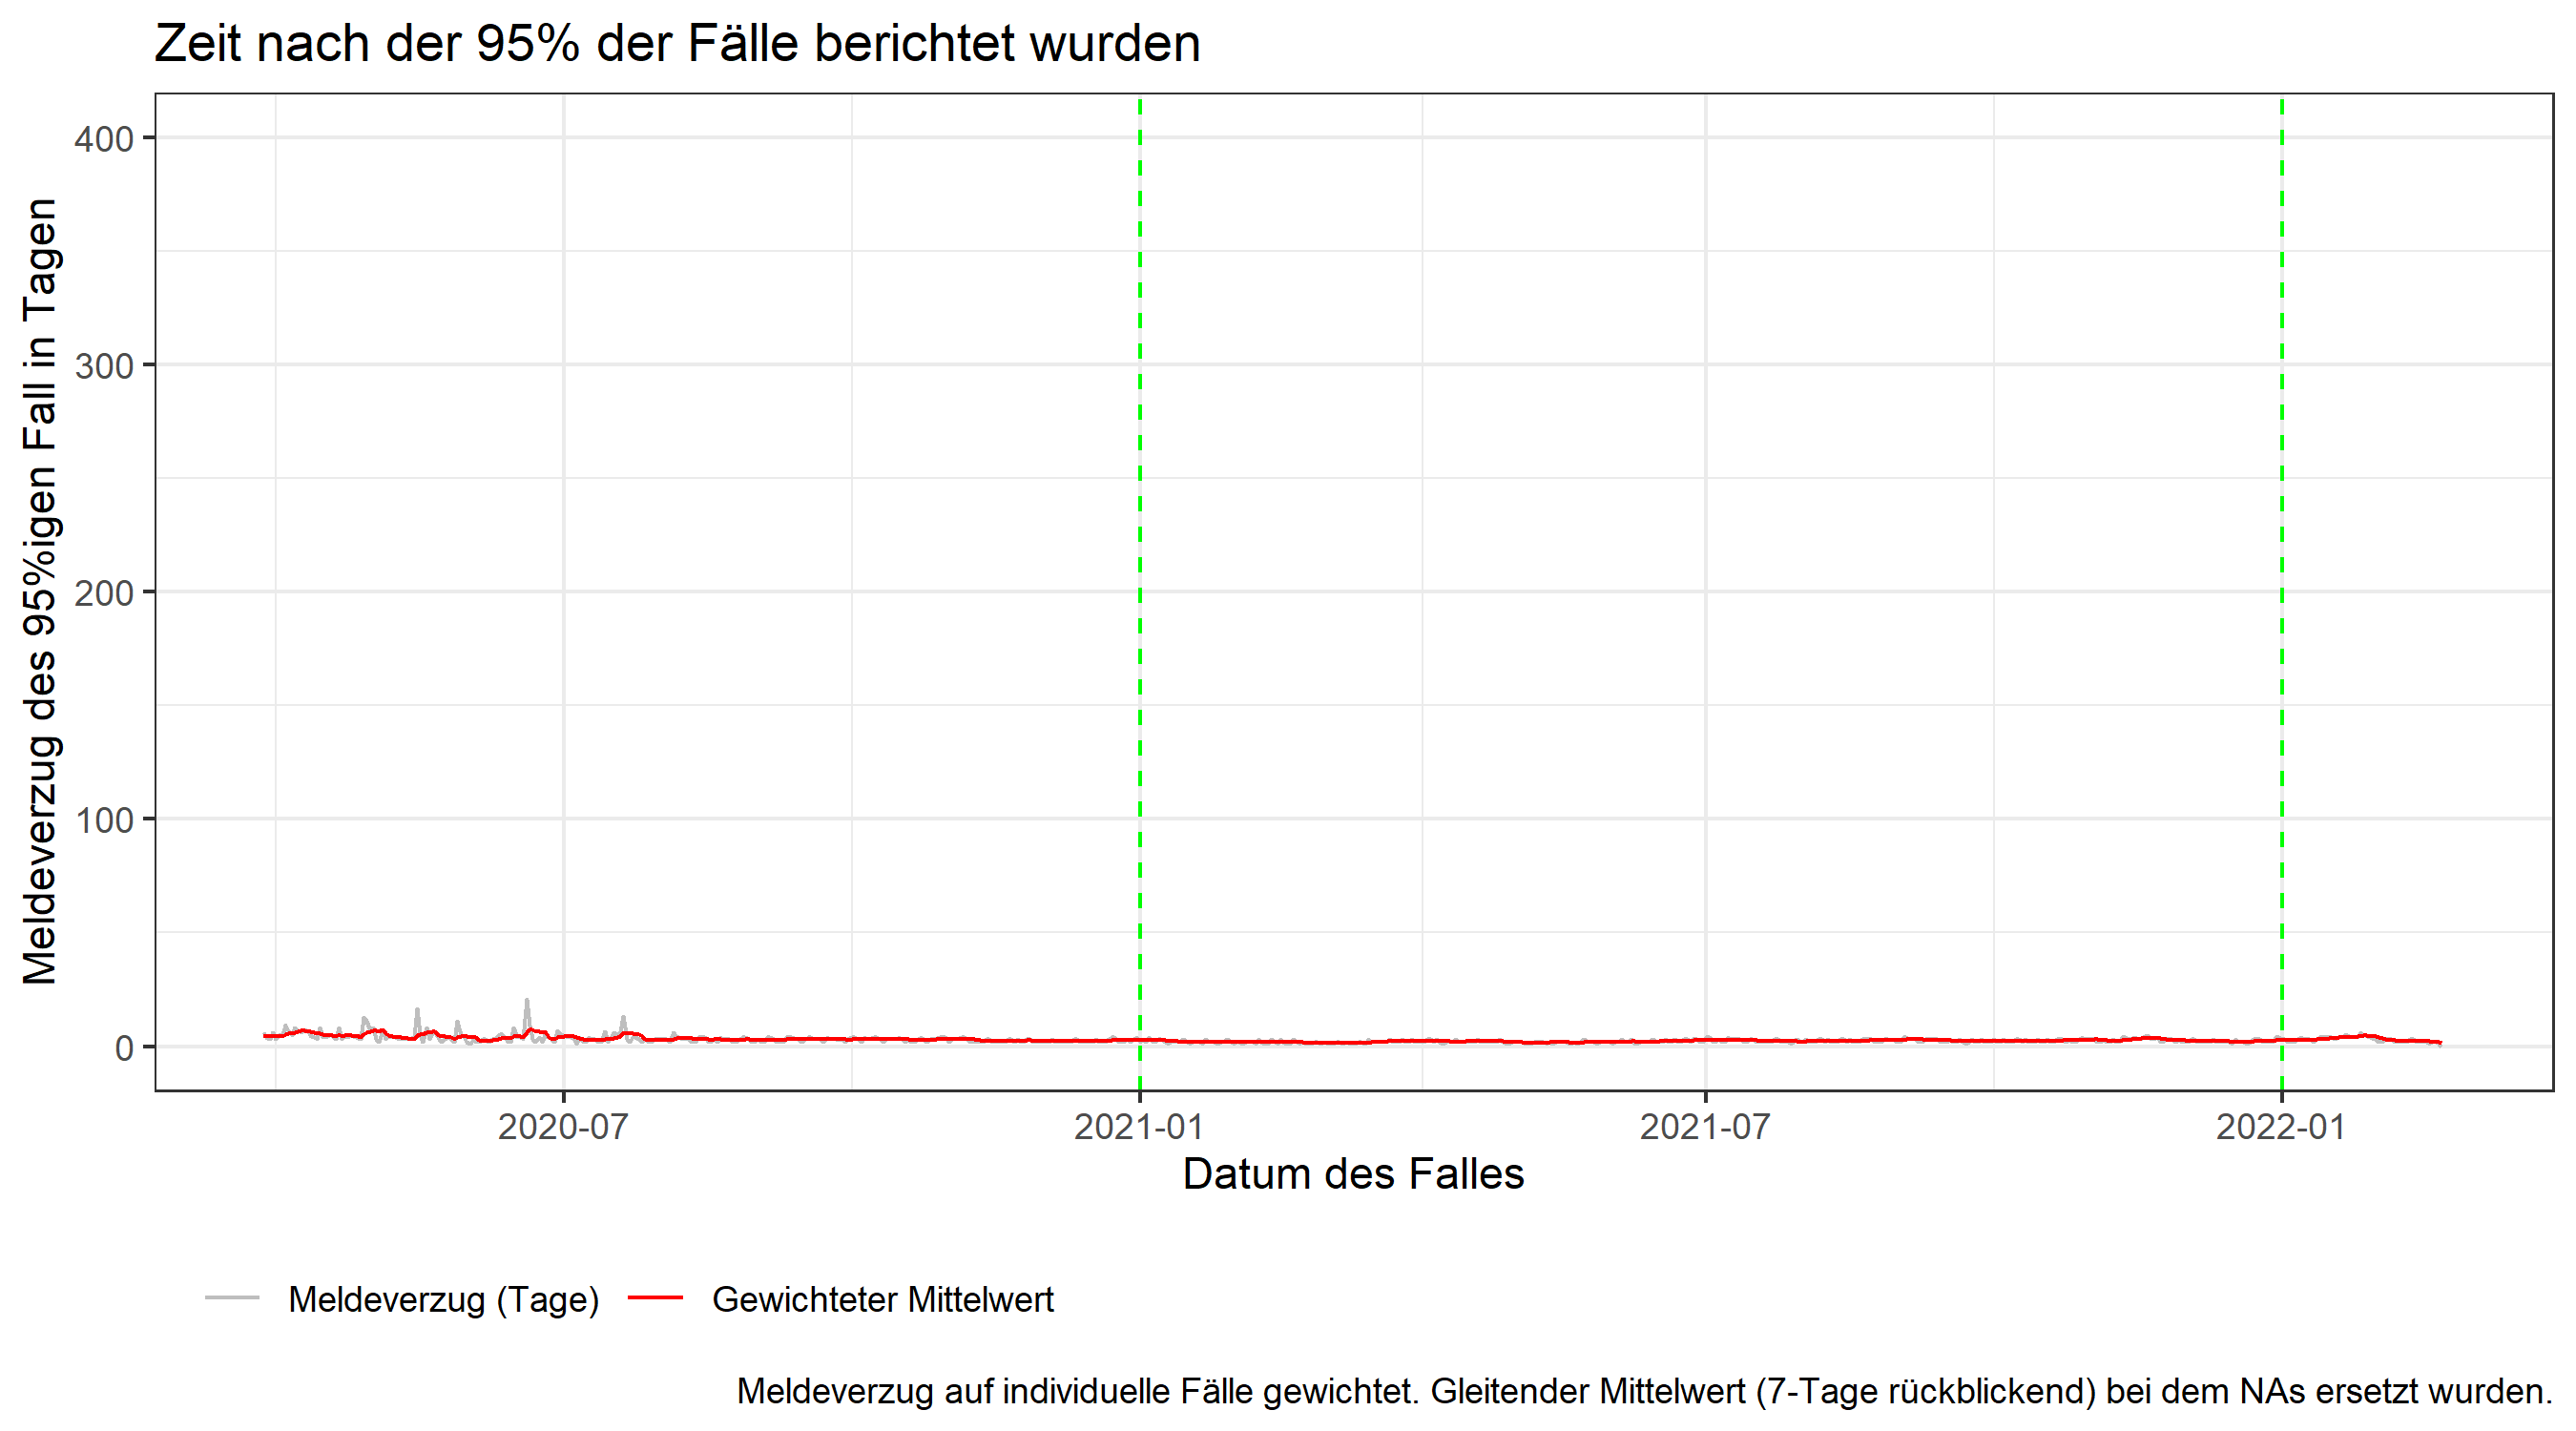 Zeit nach der 95% der Fälle berichtet wurden
Meldeverzug des 95%igen Fall in Tagen
400
300
200
100
0
2020-07
2021-01
2021-07
2022-01
Datum des Falles
Meldeverzug (Tage)
Gewichteter Mittelwert
Meldeverzug auf individuelle Fälle gewichtet. Gleitender Mittelwert (7-Tage rückblickend) bei dem NAs ersetzt wurden.